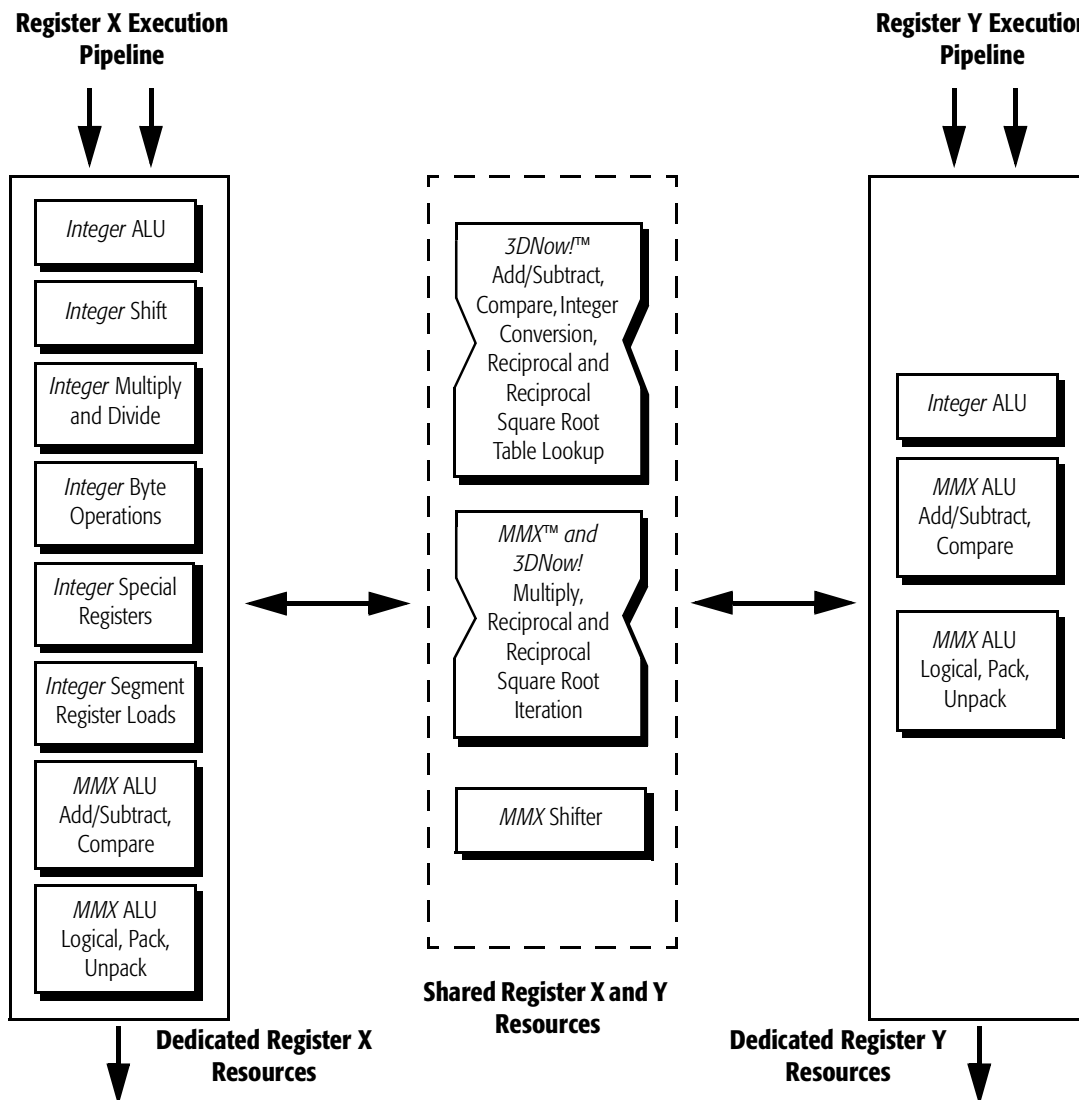 Register X Execution
Pipeline
Register Y Execution
Pipeline
Integer ALU
Integer Shift
Integer Multiply
and Divide
Integer Byte
Operations
Integer Special
Registers
Integer Segment
Register Loads
MMX ALU
Add/Subtract,
Compare
MMX ALU
Logical, Pack,
Unpack
Dedicated Register X
Resources
3DNow!™
Add/Subtract,
Compare, Integer
Conversion,
Reciprocal and
Reciprocal
Square Root
Table Lookup
MMX™ and
3DNow!
Multiply,
Reciprocal and
Reciprocal
Square Root
Iteration
MMX Shifter
Shared Register X and Y
Resources
Integer ALU
MMX ALU
Add/Subtract,
Compare
MMX ALU
Logical, Pack,
Unpack
Dedicated Register Y
Resources